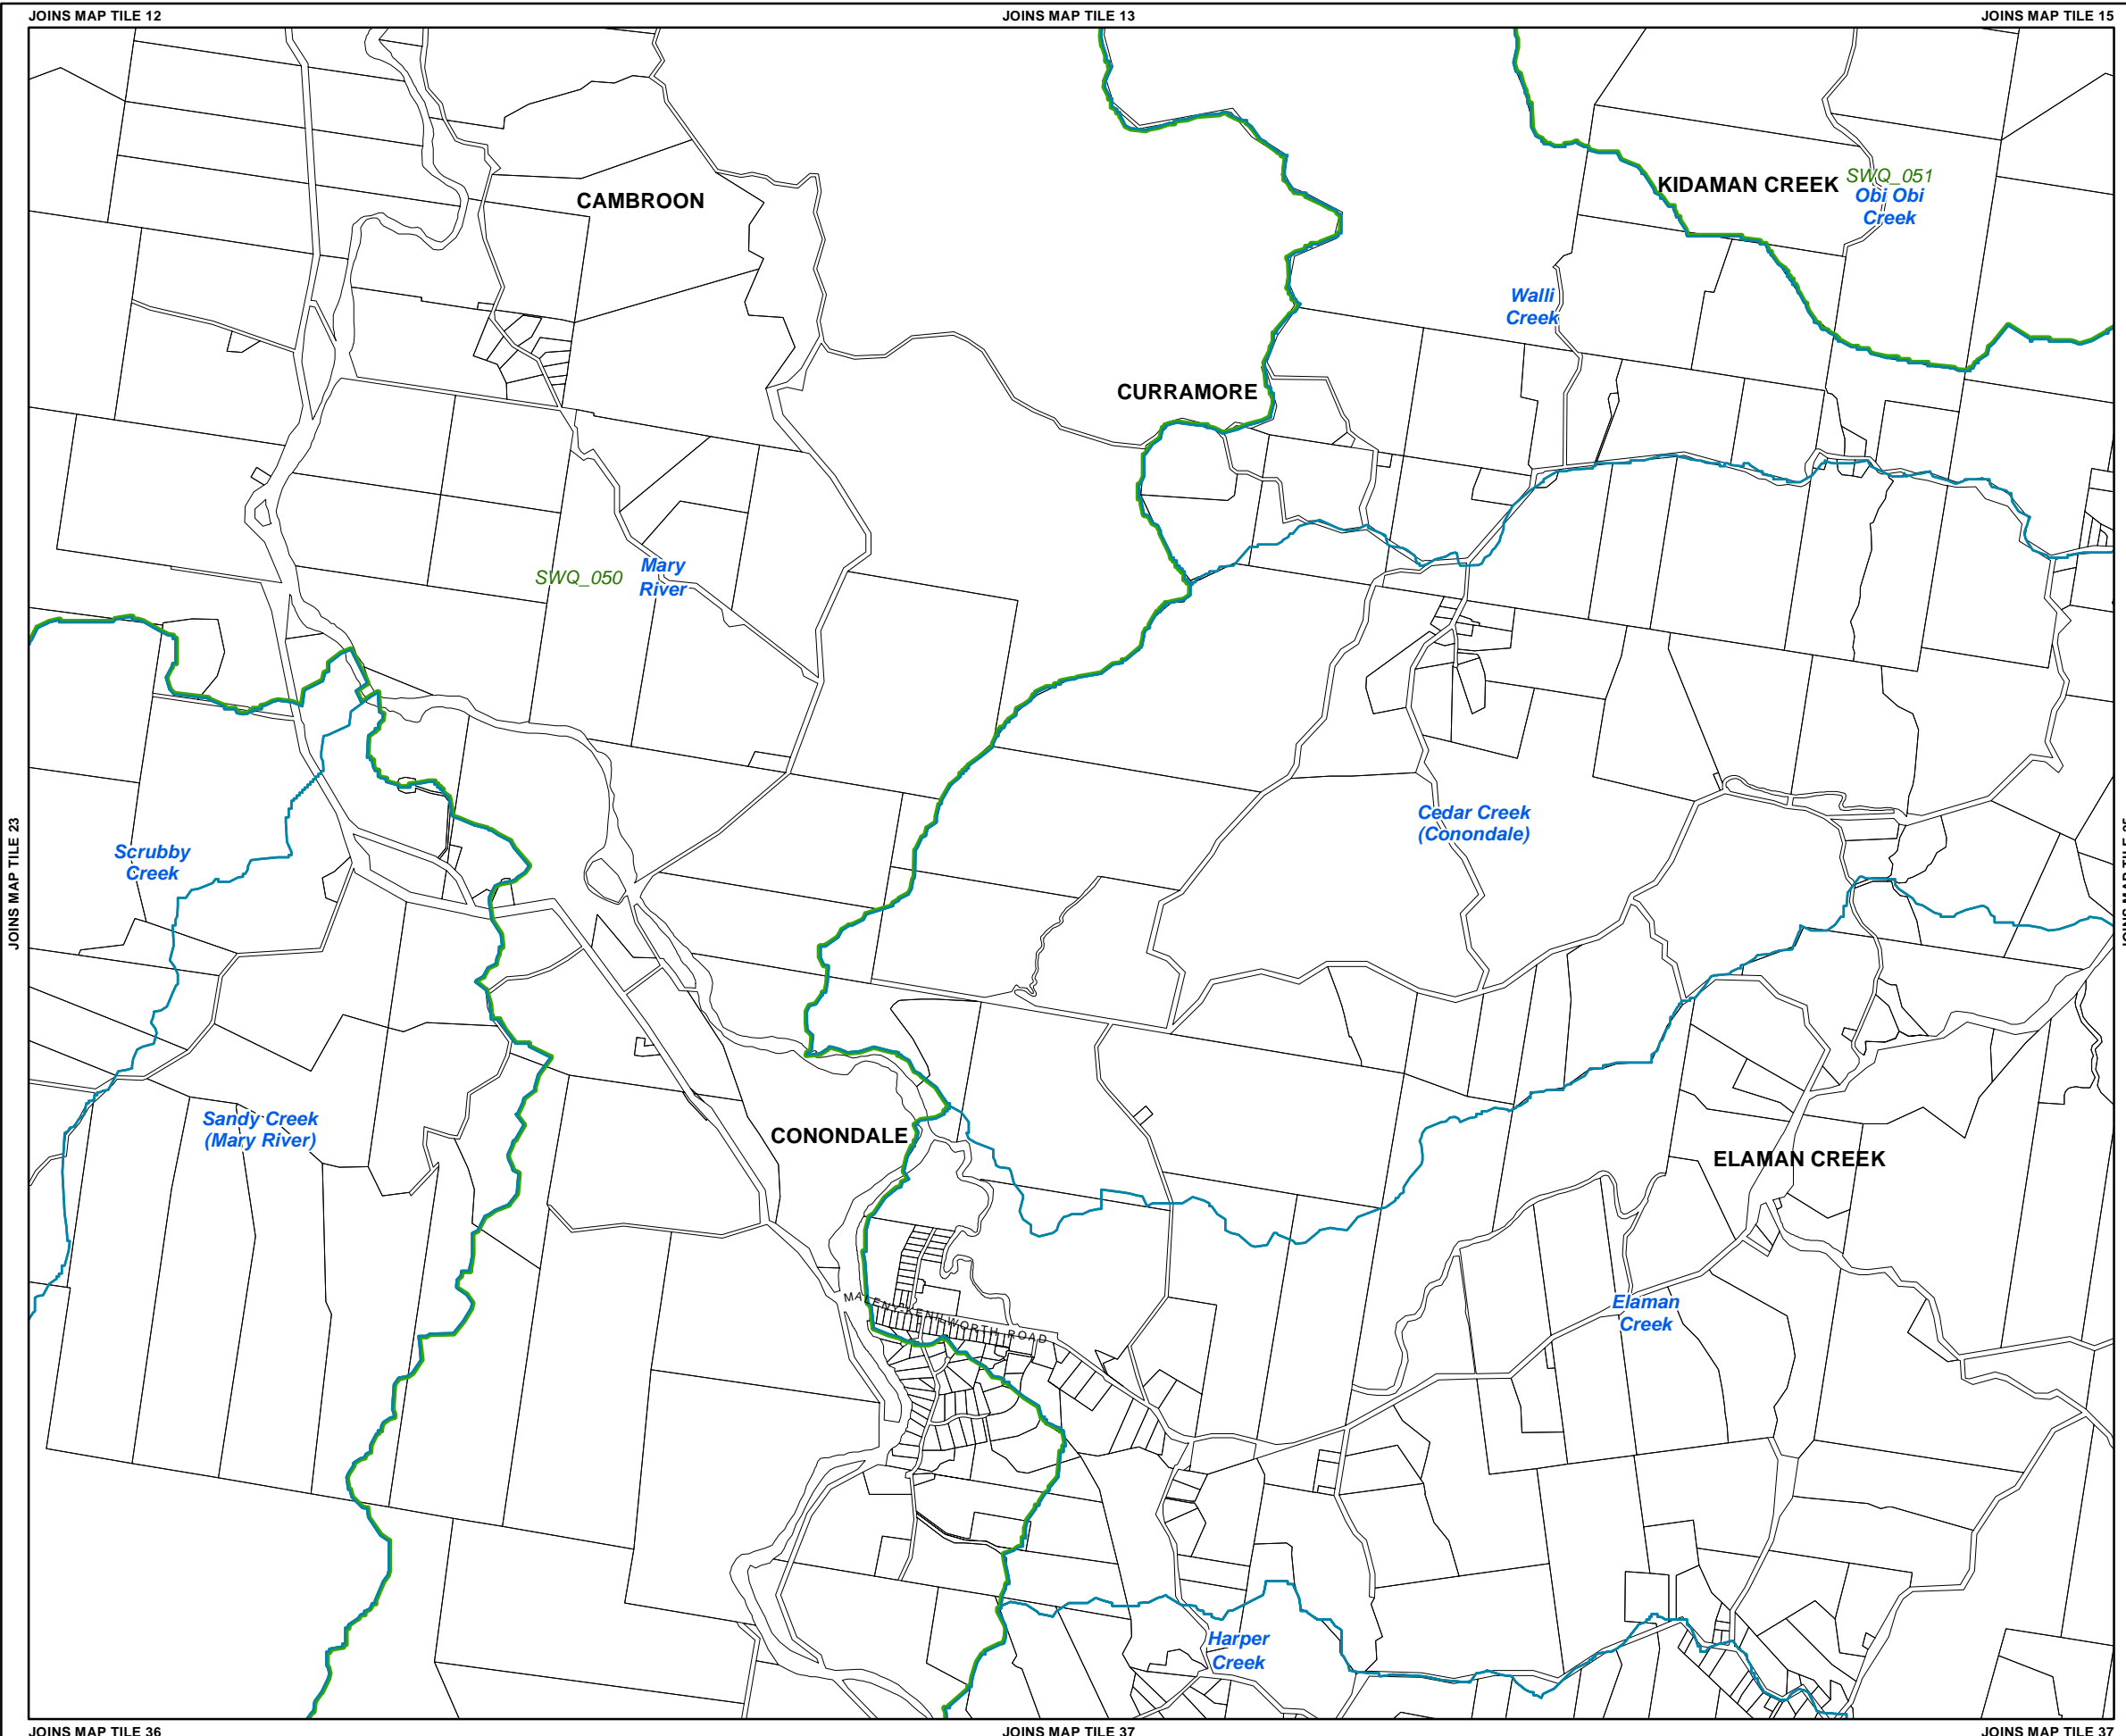 JOINS MAP TILE 12
JOINS MAP TILE 13
JOINS MAP TILE 15
CAMBROON
KIDAMAN CREEK
SWQ_051
Obi Obi
Creek
Walli
Creek
CURRAMORE
SWQ_050
Mary
River
Cedar Creek
(Conondale)
Scrubby
Creek
JOINS MAP TILE 23
Sandy Creek
(Mary River)
CONONDALE
ELAMAN CREEK
MALENY-KENILWORTH ROAD
Elaman
Creek
Harper
Creek
JOINS MAP TILE 36
JOINS MAP TILE 37
JOINS MAP TILE 37